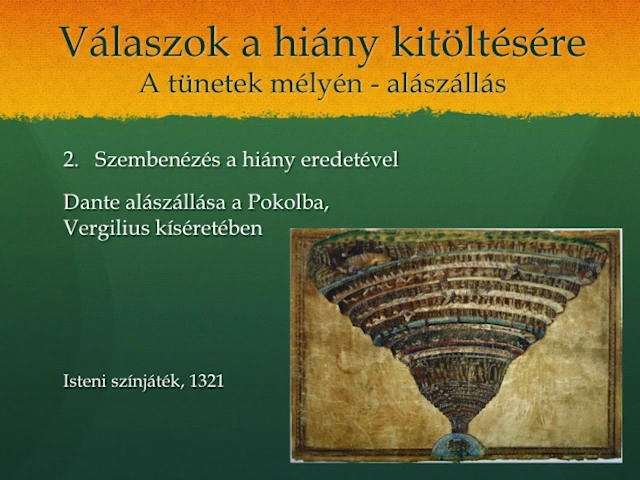 Válaszok a hiány kitöltésére
A tünetek mélyén - alászállás
2. Szembenézés a hiány eredetével
Dante alászállása a Pokolba,
Vergilius kíséretében
Isteni színjáték, 1321